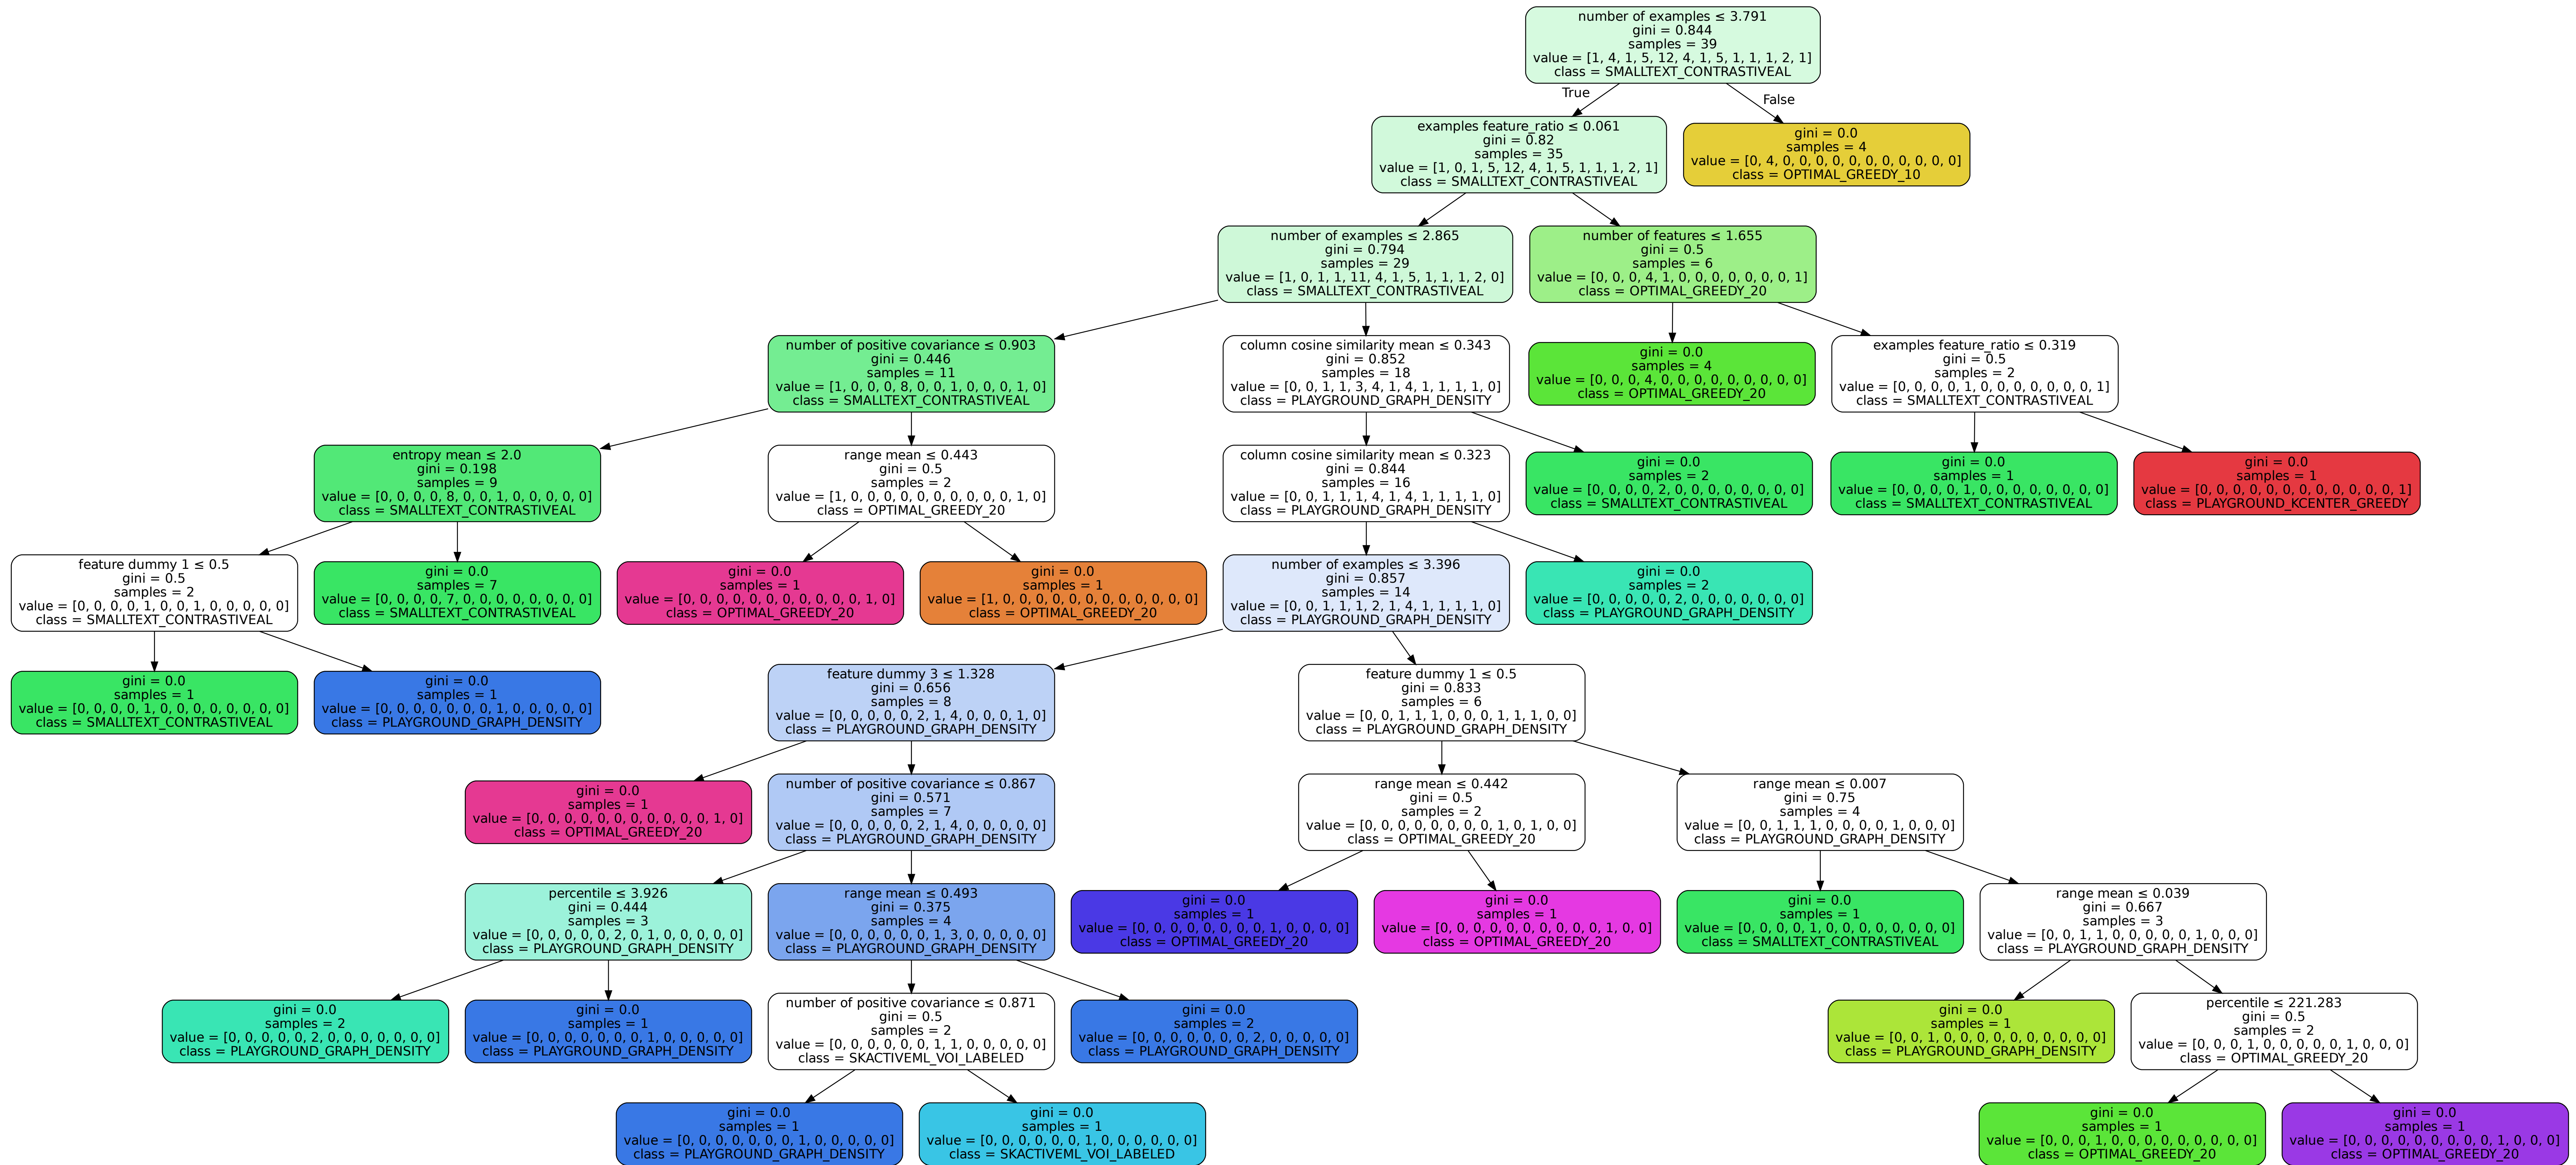 number of examples ≤ 3.791
gini = 0.844
samples = 39
value = [1, 4, 1, 5, 12, 4, 1, 5, 1, 1, 1, 2, 1]
class = SMALLTEXT_CONTRASTIVEAL
True
False
examples feature_ratio ≤ 0.061
gini = 0.82
samples = 35
value = [1, 0, 1, 5, 12, 4, 1, 5, 1, 1, 1, 2, 1]
class = SMALLTEXT_CONTRASTIVEAL
gini = 0.0
samples = 4
value = [0, 4, 0, 0, 0, 0, 0, 0, 0, 0, 0, 0, 0]
class = OPTIMAL_GREEDY_10
number of examples ≤ 2.865
gini = 0.794
samples = 29
value = [1, 0, 1, 1, 11, 4, 1, 5, 1, 1, 1, 2, 0]
class = SMALLTEXT_CONTRASTIVEAL
number of features ≤ 1.655
gini = 0.5
samples = 6
value = [0, 0, 0, 4, 1, 0, 0, 0, 0, 0, 0, 0, 1]
class = OPTIMAL_GREEDY_20
number of positive covariance ≤ 0.903
gini = 0.446
samples = 11
value = [1, 0, 0, 0, 8, 0, 0, 1, 0, 0, 0, 1, 0]
class = SMALLTEXT_CONTRASTIVEAL
column cosine similarity mean ≤ 0.343
gini = 0.852
samples = 18
value = [0, 0, 1, 1, 3, 4, 1, 4, 1, 1, 1, 1, 0]
class = PLAYGROUND_GRAPH_DENSITY
gini = 0.0
samples = 4
value = [0, 0, 0, 4, 0, 0, 0, 0, 0, 0, 0, 0, 0]
class = OPTIMAL_GREEDY_20
examples feature_ratio ≤ 0.319
gini = 0.5
samples = 2
value = [0, 0, 0, 0, 1, 0, 0, 0, 0, 0, 0, 0, 1]
class = SMALLTEXT_CONTRASTIVEAL
entropy mean ≤ 2.0
gini = 0.198
samples = 9
value = [0, 0, 0, 0, 8, 0, 0, 1, 0, 0, 0, 0, 0]
class = SMALLTEXT_CONTRASTIVEAL
range mean ≤ 0.443
gini = 0.5
samples = 2
value = [1, 0, 0, 0, 0, 0, 0, 0, 0, 0, 0, 1, 0]
class = OPTIMAL_GREEDY_20
column cosine similarity mean ≤ 0.323
gini = 0.844
samples = 16
value = [0, 0, 1, 1, 1, 4, 1, 4, 1, 1, 1, 1, 0]
class = PLAYGROUND_GRAPH_DENSITY
gini = 0.0
samples = 2
value = [0, 0, 0, 0, 2, 0, 0, 0, 0, 0, 0, 0, 0]
class = SMALLTEXT_CONTRASTIVEAL
gini = 0.0
samples = 1
value = [0, 0, 0, 0, 1, 0, 0, 0, 0, 0, 0, 0, 0]
class = SMALLTEXT_CONTRASTIVEAL
gini = 0.0
samples = 1
value = [0, 0, 0, 0, 0, 0, 0, 0, 0, 0, 0, 0, 1]
class = PLAYGROUND_KCENTER_GREEDY
feature dummy 1 ≤ 0.5
gini = 0.5
samples = 2
value = [0, 0, 0, 0, 1, 0, 0, 1, 0, 0, 0, 0, 0]
class = SMALLTEXT_CONTRASTIVEAL
gini = 0.0
samples = 7
value = [0, 0, 0, 0, 7, 0, 0, 0, 0, 0, 0, 0, 0]
class = SMALLTEXT_CONTRASTIVEAL
gini = 0.0
samples = 1
value = [0, 0, 0, 0, 0, 0, 0, 0, 0, 0, 0, 1, 0]
class = OPTIMAL_GREEDY_20
gini = 0.0
samples = 1
value = [1, 0, 0, 0, 0, 0, 0, 0, 0, 0, 0, 0, 0]
class = OPTIMAL_GREEDY_20
number of examples ≤ 3.396
gini = 0.857
samples = 14
value = [0, 0, 1, 1, 1, 2, 1, 4, 1, 1, 1, 1, 0]
class = PLAYGROUND_GRAPH_DENSITY
gini = 0.0
samples = 2
value = [0, 0, 0, 0, 0, 2, 0, 0, 0, 0, 0, 0, 0]
class = PLAYGROUND_GRAPH_DENSITY
gini = 0.0
samples = 1
value = [0, 0, 0, 0, 1, 0, 0, 0, 0, 0, 0, 0, 0]
class = SMALLTEXT_CONTRASTIVEAL
gini = 0.0
samples = 1
value = [0, 0, 0, 0, 0, 0, 0, 1, 0, 0, 0, 0, 0]
class = PLAYGROUND_GRAPH_DENSITY
feature dummy 3 ≤ 1.328
gini = 0.656
samples = 8
value = [0, 0, 0, 0, 0, 2, 1, 4, 0, 0, 0, 1, 0]
class = PLAYGROUND_GRAPH_DENSITY
feature dummy 1 ≤ 0.5
gini = 0.833
samples = 6
value = [0, 0, 1, 1, 1, 0, 0, 0, 1, 1, 1, 0, 0]
class = PLAYGROUND_GRAPH_DENSITY
gini = 0.0
samples = 1
value = [0, 0, 0, 0, 0, 0, 0, 0, 0, 0, 0, 1, 0]
class = OPTIMAL_GREEDY_20
number of positive covariance ≤ 0.867
gini = 0.571
samples = 7
value = [0, 0, 0, 0, 0, 2, 1, 4, 0, 0, 0, 0, 0]
class = PLAYGROUND_GRAPH_DENSITY
range mean ≤ 0.442
gini = 0.5
samples = 2
value = [0, 0, 0, 0, 0, 0, 0, 0, 1, 0, 1, 0, 0]
class = OPTIMAL_GREEDY_20
range mean ≤ 0.007
gini = 0.75
samples = 4
value = [0, 0, 1, 1, 1, 0, 0, 0, 0, 1, 0, 0, 0]
class = PLAYGROUND_GRAPH_DENSITY
percentile ≤ 3.926
gini = 0.444
samples = 3
value = [0, 0, 0, 0, 0, 2, 0, 1, 0, 0, 0, 0, 0]
class = PLAYGROUND_GRAPH_DENSITY
range mean ≤ 0.493
gini = 0.375
samples = 4
value = [0, 0, 0, 0, 0, 0, 1, 3, 0, 0, 0, 0, 0]
class = PLAYGROUND_GRAPH_DENSITY
gini = 0.0
samples = 1
value = [0, 0, 0, 0, 0, 0, 0, 0, 1, 0, 0, 0, 0]
class = OPTIMAL_GREEDY_20
gini = 0.0
samples = 1
value = [0, 0, 0, 0, 0, 0, 0, 0, 0, 0, 1, 0, 0]
class = OPTIMAL_GREEDY_20
gini = 0.0
samples = 1
value = [0, 0, 0, 0, 1, 0, 0, 0, 0, 0, 0, 0, 0]
class = SMALLTEXT_CONTRASTIVEAL
range mean ≤ 0.039
gini = 0.667
samples = 3
value = [0, 0, 1, 1, 0, 0, 0, 0, 0, 1, 0, 0, 0]
class = PLAYGROUND_GRAPH_DENSITY
gini = 0.0
samples = 2
value = [0, 0, 0, 0, 0, 2, 0, 0, 0, 0, 0, 0, 0]
class = PLAYGROUND_GRAPH_DENSITY
gini = 0.0
samples = 1
value = [0, 0, 0, 0, 0, 0, 0, 1, 0, 0, 0, 0, 0]
class = PLAYGROUND_GRAPH_DENSITY
number of positive covariance ≤ 0.871
gini = 0.5
samples = 2
value = [0, 0, 0, 0, 0, 0, 1, 1, 0, 0, 0, 0, 0]
class = SKACTIVEML_VOI_LABELED
gini = 0.0
samples = 2
value = [0, 0, 0, 0, 0, 0, 0, 2, 0, 0, 0, 0, 0]
class = PLAYGROUND_GRAPH_DENSITY
gini = 0.0
samples = 1
value = [0, 0, 1, 0, 0, 0, 0, 0, 0, 0, 0, 0, 0]
class = PLAYGROUND_GRAPH_DENSITY
percentile ≤ 221.283
gini = 0.5
samples = 2
value = [0, 0, 0, 1, 0, 0, 0, 0, 0, 1, 0, 0, 0]
class = OPTIMAL_GREEDY_20
gini = 0.0
samples = 1
value = [0, 0, 0, 0, 0, 0, 0, 1, 0, 0, 0, 0, 0]
class = PLAYGROUND_GRAPH_DENSITY
gini = 0.0
samples = 1
value = [0, 0, 0, 0, 0, 0, 1, 0, 0, 0, 0, 0, 0]
class = SKACTIVEML_VOI_LABELED
gini = 0.0
samples = 1
value = [0, 0, 0, 1, 0, 0, 0, 0, 0, 0, 0, 0, 0]
class = OPTIMAL_GREEDY_20
gini = 0.0
samples = 1
value = [0, 0, 0, 0, 0, 0, 0, 0, 0, 1, 0, 0, 0]
class = OPTIMAL_GREEDY_20